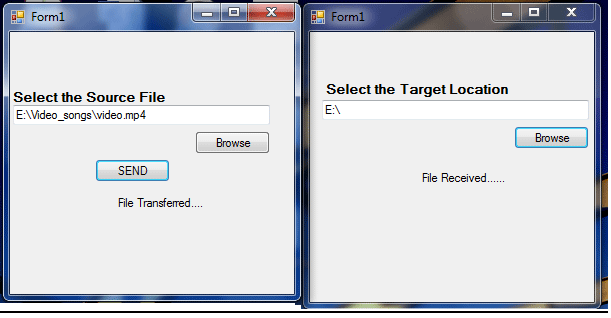 Form1
Select the Source File
E:\Video_songs\video.mp4
Browse
SEND
File Transferred....
Form1
Select the Target Location
E:\
Browse
File Received......